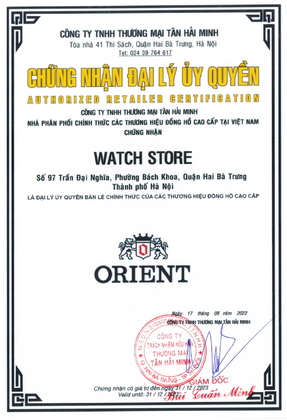 CÔNG TY TNHH THƯƠNG MẠI TÂN HẢI MINH
Tòa nhà 41 Thi Sách, Quận Hai Bà Trưng, Hà Nội
Tel: 024 39 764 617
CHỨNG NHẬN ĐẠI LÝ ỦY QUYỀN
AUTHORIZED RETAILER CERTIFICATION
CÔNG TY TNHH THƯƠNG MẠI TÂN HẢI MINH
NHÀ PHÂN PHỐI CHÍNH THỨC CÁC THƯƠNG HIỆU ĐỒNG HỒ CAO CẤP TẠI VIỆT NAM
CHỨNG NHẬN
WATCH STORE
Số 97 Trần Đại Nghĩa, Phường Bách Khoa, Quận Hai Bà Trưng
Thành phố Hà Nội
LÀ ĐẠI LÝ ỦY QUYỀN BÁN LẺ CHÍNH THỨC CỦA CÁC THƯƠNG HIỆU ĐỒNG HỒ CAO CẤP
ORIENT
Ngày 17 tháng 08 năm 2022
CÔNG TY TNHH THƯƠNG MẠI TÂN HẢI MINH
CÔNG TY
TRÁCH NHIỆM HỮU HẠN
THƯƠNG MẠI
TÂN HẢI MINH
GIÁM ĐỐC
Chứng nhận có giá trị đến ngày 31 / 12 / 2023
Valid until: 31 / 12 /
Bùi Tuấn Minh